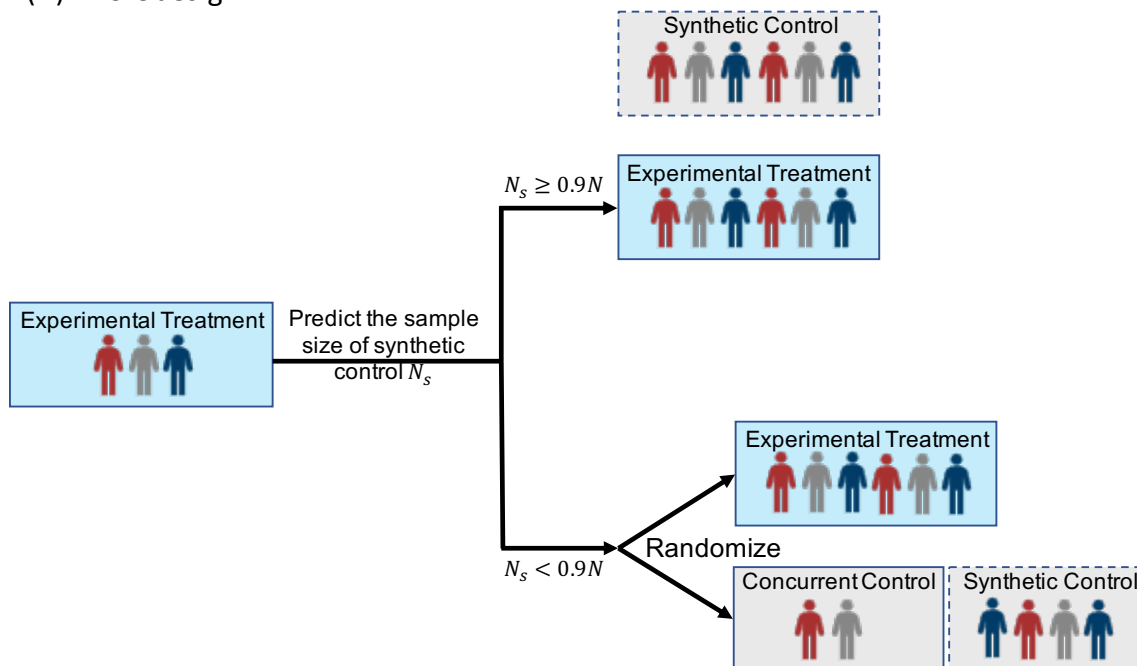 Synthetic Control
N_s ≥ 0.9N
Experimental Treatment
Experimental Treatment
Predict the sample
size of synthetic
control N_s
Experimental Treatment
N_s < 0.9N
Randomize
Concurrent Control
Synthetic Control